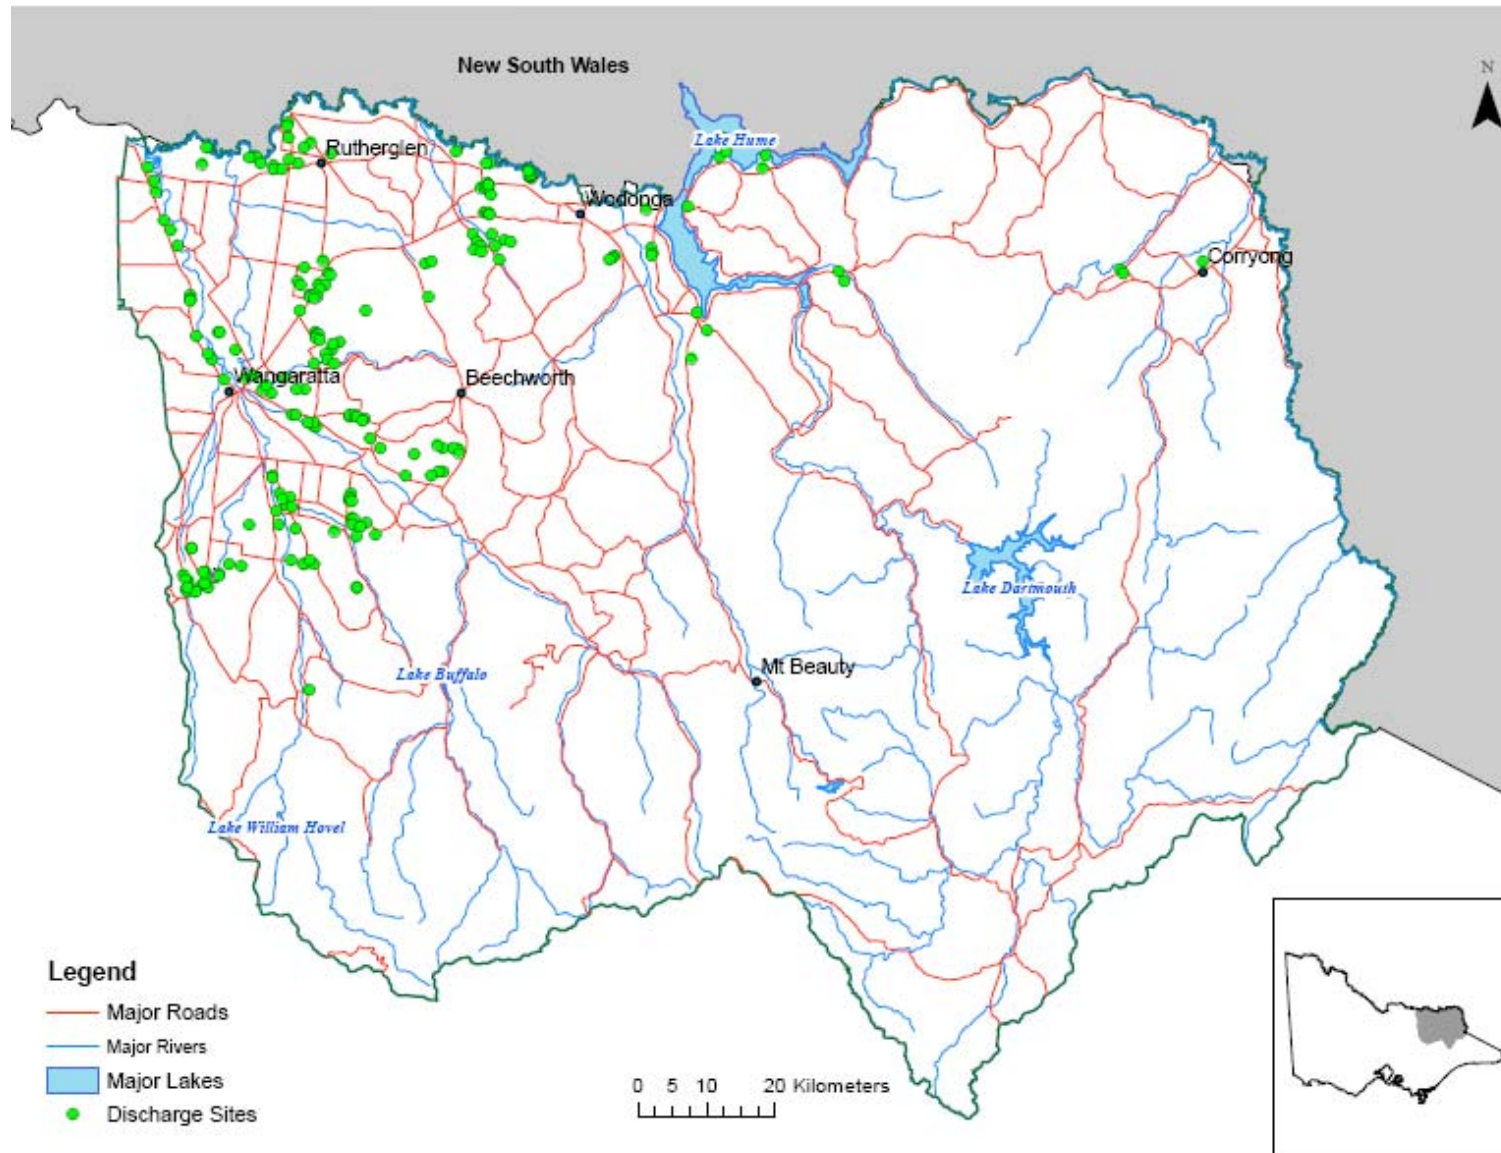 New South Wales
N
Lake Hume
Rutherglen
Wodonga
Corryong
Wangaratta
Beechworth
Lake Dartmouth
Mt Beauty
Lake Buffalo
Lake William Hovel
Legend
Major Roads
Major Rivers
Major Lakes
Discharge Sites
0 5 10 20 Kilometers